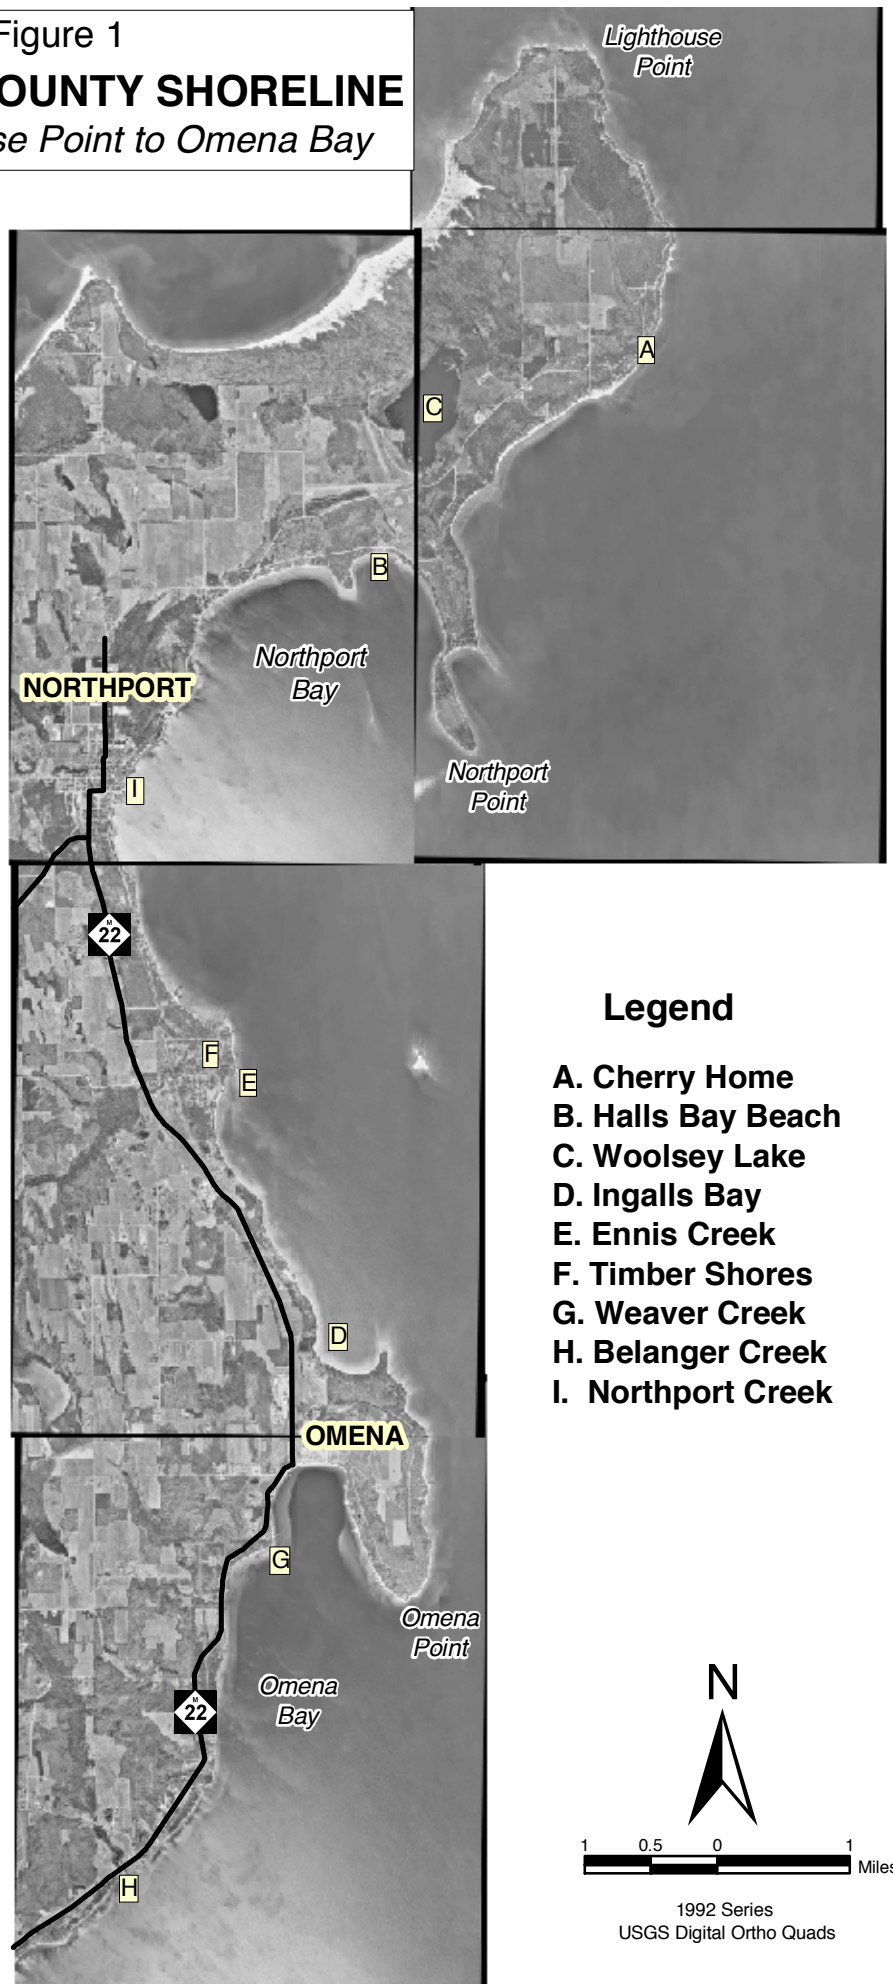 Figure 1
OUNTY SHORELINE
se Point to Omena Bay
Lighthouse
Point
A
C
B
Northport
Bay
NORTHPORT
Northport
Point
I
M
22
F
E
Legend
A. Cherry Home
B. Halls Bay Beach
C. Woolsey Lake
D. Ingalls Bay
E. Ennis Creek
F. Timber Shores
G. Weaver Creek
H. Belanger Creek
I. Northport Creek
D
OMENA
G
Omena
Point
Omena
Bay
M
22
H
N
1 0.5 0 1
Miles
1992 Series
USGS Digital Ortho Quads